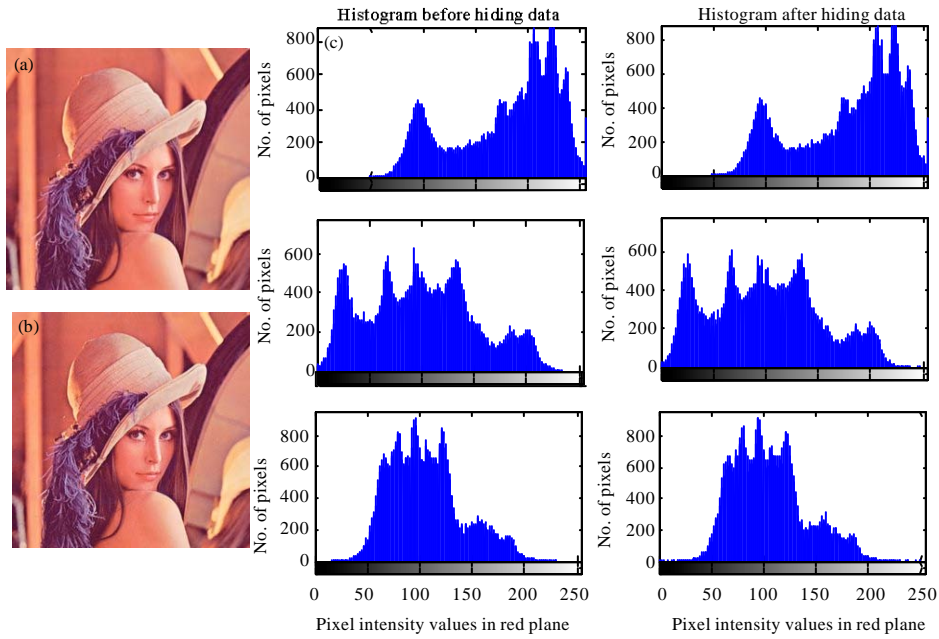 Histogram before hiding data
Histogram after hiding data
(a)
(b)
(c)
No. of pixels
800
600
400
200
0
No. of pixels
800
600
400
200
0
No. of pixels
600
400
200
0
No. of pixels
600
400
200
0
No. of pixels
800
600
400
200
0
0 50 100 150 200 250
Pixel intensity values in red plane
No. of pixels
800
600
400
200
0
0 50 100 150 200 250
Pixel intensity values in red plane